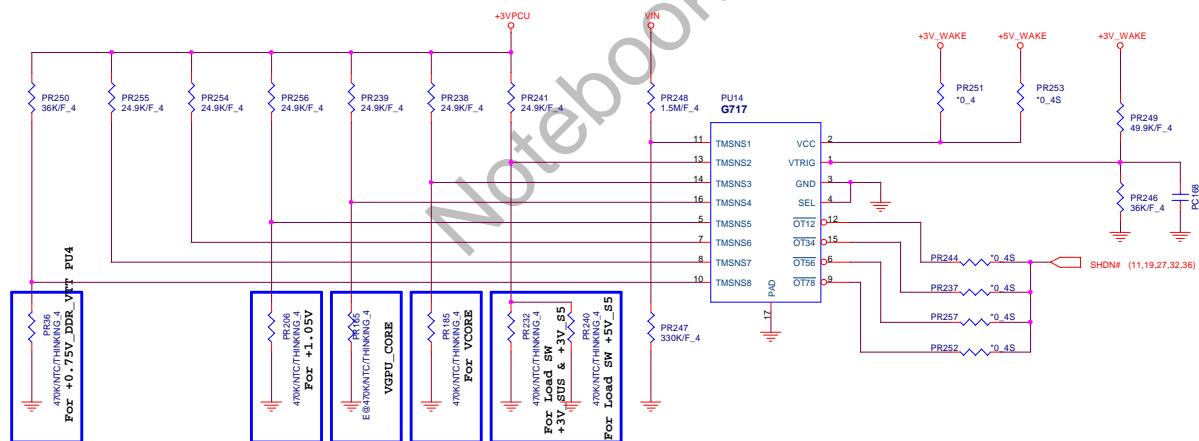 +3VPCU
VIN
+3V_WAKE
+5V_WAKE
+3V_WAKE
PR250
36K/F_4
PR255
24.9K/F_4
PR254
24.9K/F_4
PR256
24.9K/F_4
PR239
24.9K/F_4
PR238
24.9K/F_4
PR241
24.9K/F_4
PR248
1.5M/F_4
PU14
G717
PR251
*0_4
PR253
*0_4S
PR249
49.9K/F_4
11
TMSNS1
VCC
2
13
TMSNS2
VTRIG
1
14
TMSNS3
GND
3
16
TMSNS4
SEL
4
5
TMSNS5
OT12
12
7
TMSNS6
OT34
15
8
TMSNS7
OT56
6
10
TMSNS8
OT78
9
PAD
17
PR246
36K/F_4
PC168
PR244
*0_4S
SHDN# (11,19,27,32,36)
PR237
*0_4S
PR257
*0_4S
PR252
*0_4S
PR36
470K/NTC/THINKING_4
For +0.75V_DDR_VTT PU4
PR206
470K/NTC/THINKING_4
For +1.05V
PR165
E@470K/NTC/THINKING_4
VGPU_CORE
PR185
470K/NTC/THINKING_4
For VCORE
PR232
470K/NTC/THINKING_4
For Load SW
+3V_SUS & +3V_S5
PR240
470K/NTC/THINKING_4
For Load SW +5V_S5
PR247
330K/F_4